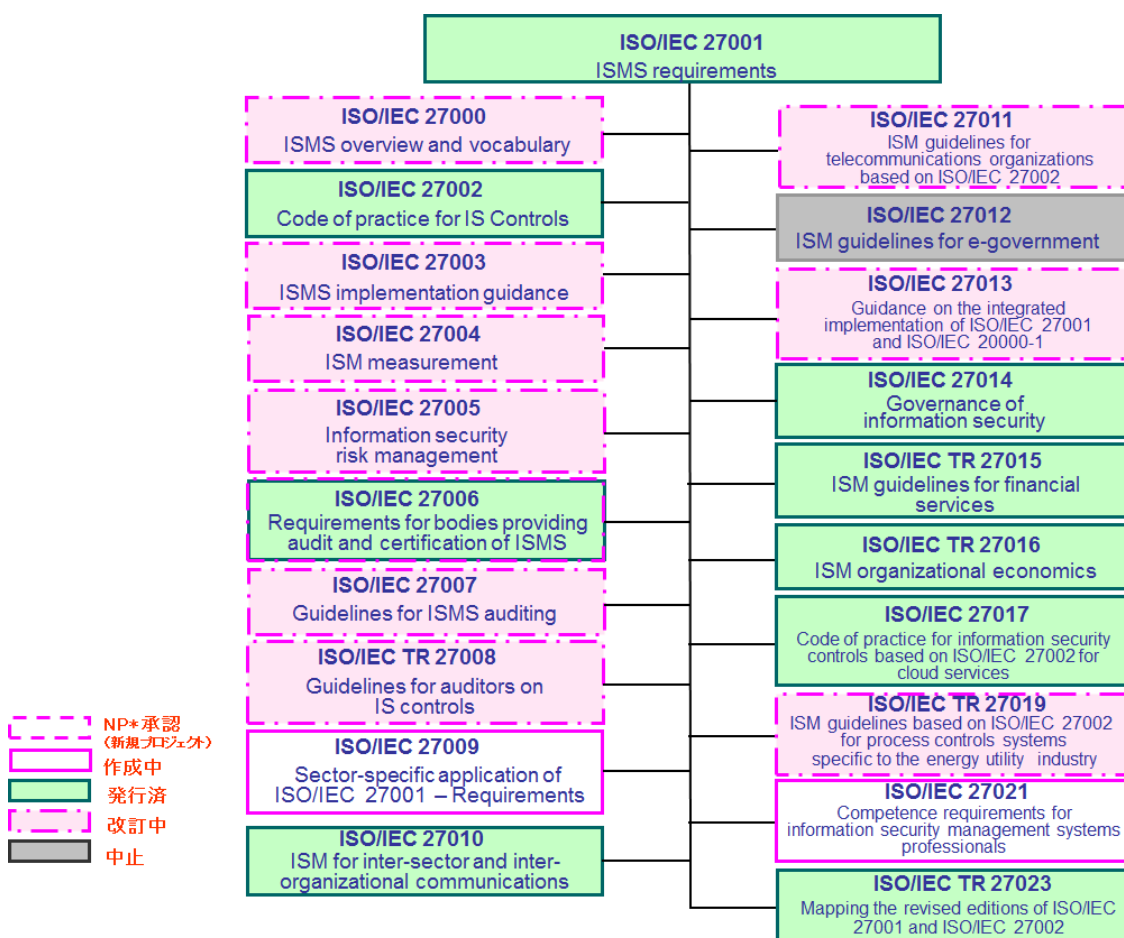 ISO/IEC 27001
ISMS requirements
ISO/IEC 27000
ISMS overview and vocabulary
ISO/IEC 27002
Code of practice for IS Controls
ISO/IEC 27003
ISMS implementation guidance
ISO/IEC 27004
ISM measurement
ISO/IEC 27005
Information security
risk management
ISO/IEC 27006
Requirements for bodies providing
audit and certification of ISMS
ISO/IEC 27007
Guidelines for ISMS auditing
ISO/IEC TR 27008
Guidelines for auditors on
IS controls
ISO/IEC 27009
Sector-specific application of
ISO/IEC 27001 – Requirements
ISO/IEC 27010
ISM for inter-sector and inter-
organizational communications
ISO/IEC 27011
ISM guidelines for
telecommunications organizations
based on ISO/IEC 27002
ISO/IEC 27012
ISM guidelines for e-government
ISO/IEC 27013
Guidance on the integrated
implementation of ISO/IEC 27001
and ISO/IEC 20000-1
ISO/IEC 27014
Governance of
information security
ISO/IEC TR 27015
ISM guidelines for financial
services
ISO/IEC TR 27016
ISM organizational economics
ISO/IEC 27017
Code of practice for information security
controls based on ISO/IEC 27002 for
cloud services
ISO/IEC TR 27019
ISM guidelines based on ISO/IEC 27002
for process controls systems
specific to the energy utility industry
ISO/IEC 27021
Competence requirements for
information security management systems
professionals
ISO/IEC TR 27023
Mapping the revised editions of ISO/IEC
27001 and ISO/IEC 27002
NP*承認
(新規プロジェクト)
作成中
発行済
改訂中
中止